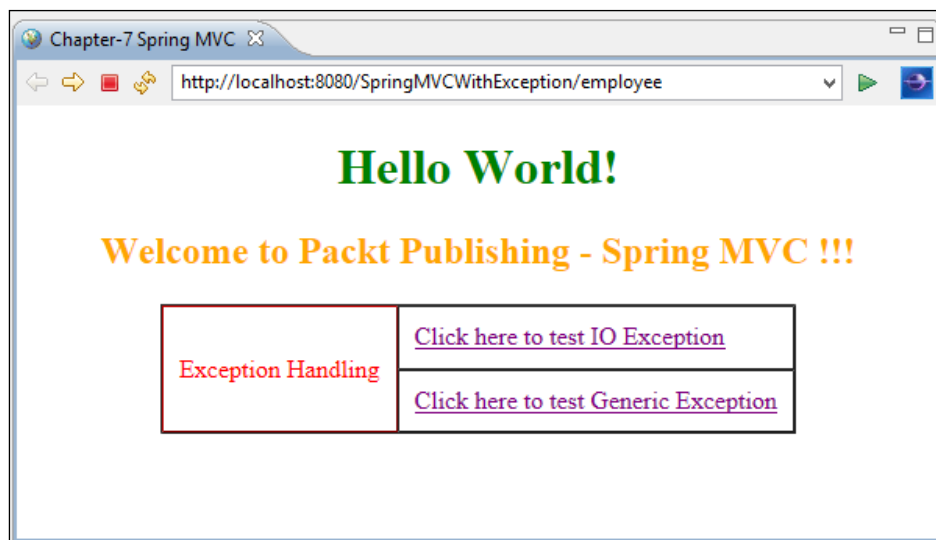 Chapter-7 Spring MVC
http://localhost:8080/SpringMVCWithException/employee
Hello World!
Welcome to Packt Publishing - Spring MVC !!!
Exception Handling
Click here to test IO Exception
Click here to test Generic Exception